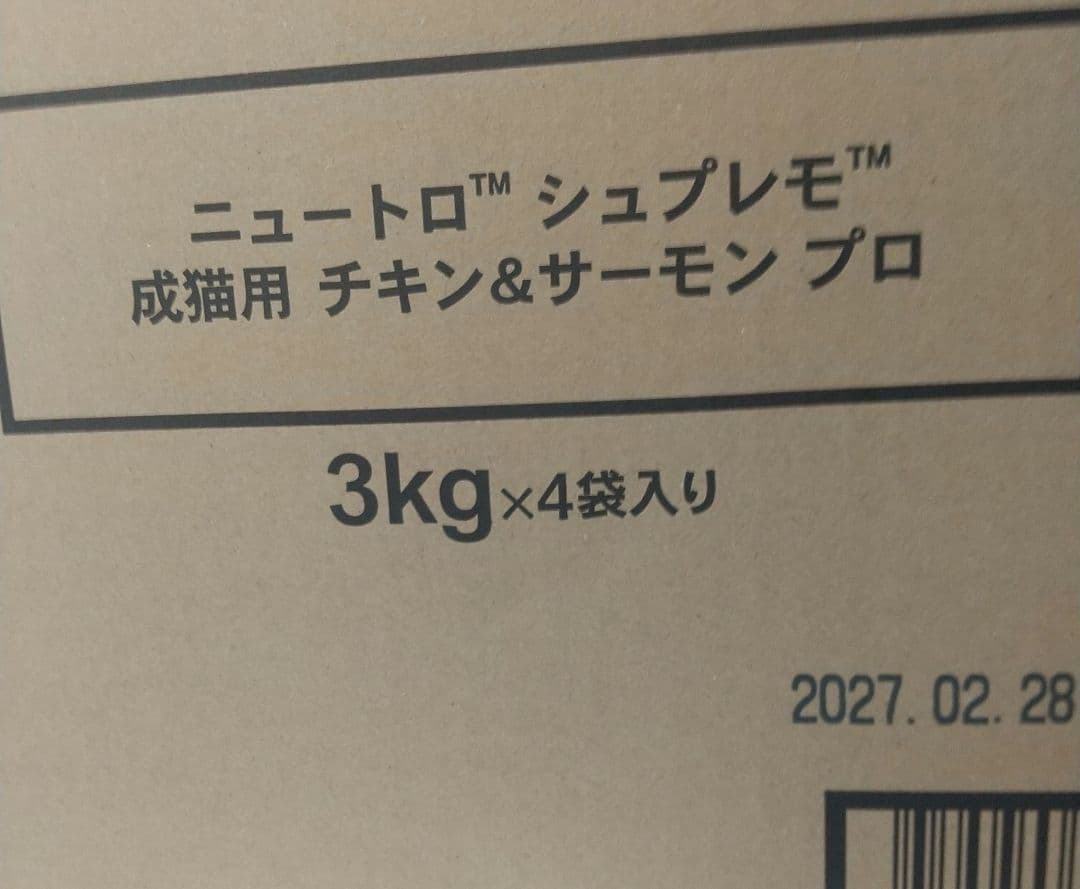 ニュートロ™ シュプレモ™
成猫用 チキン&サーモン プロ
3kg×4袋入り
2027.02.28